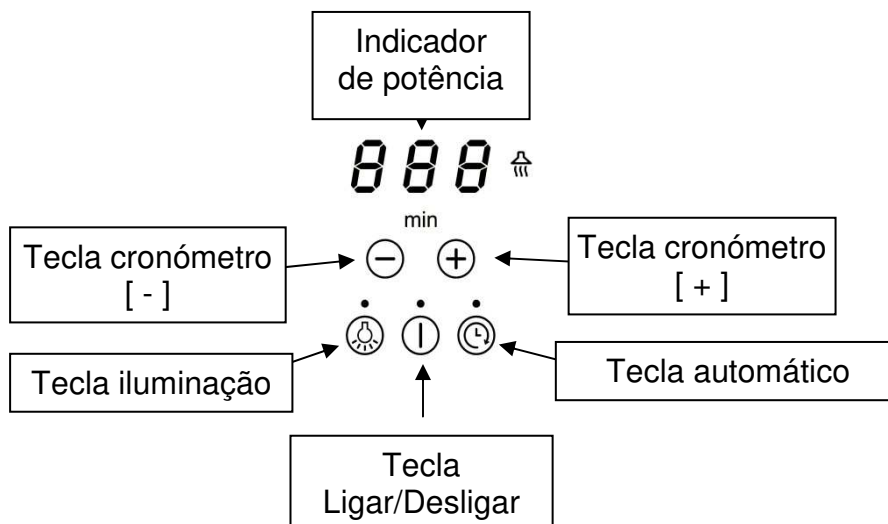 Indicador
de potência
888
min
Tecla cronómetro
[ - ]
Tecla cronómetro
[ + ]
Tecla iluminação
Tecla automático
Tecla
Ligar/Desligar